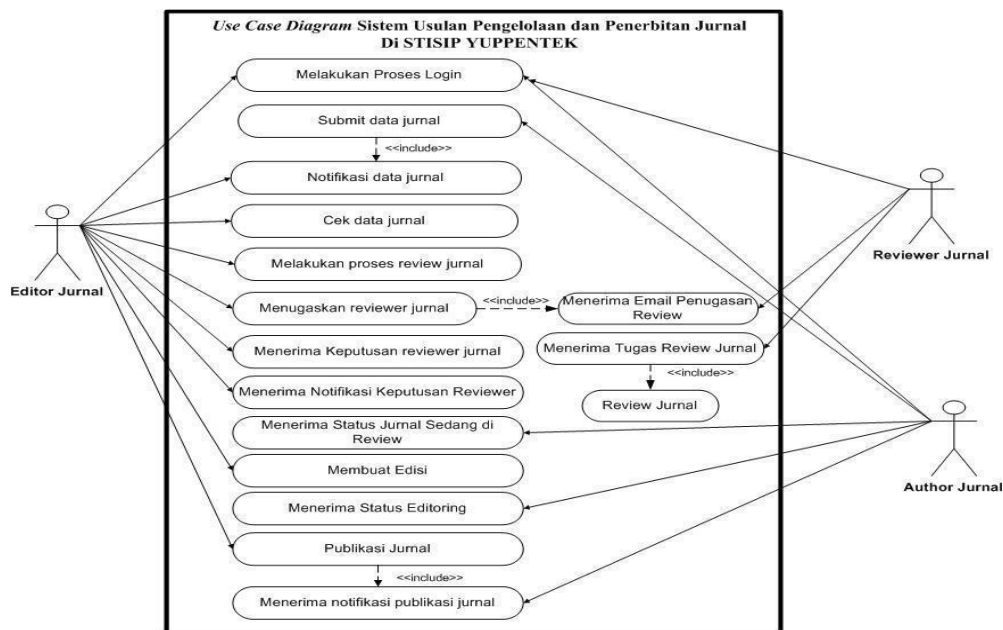 Use Case Diagram Sistem Usulan Pengelolaan dan Penerbitan Jurnal
Di STISIP YUPPENTEK
Melakukan Proses Login
Submit data jurnal
<<include>>
Notifikasi data jurnal
Cek data jurnal
Melakukan proses review jurnal
Menugaskan reviewer jurnal
<<include>>
Menerima Email Penugasan
Review
Menerima Keputusan reviewer jurnal
Menerima Tugas Review Jurnal
<<include>>
Menerima Notifikasi Keputusan Reviewer
Review Jurnal
Menerima Status Jurnal Sedang di
Review
Membuat Edisi
Menerima Status Editoring
Publikasi Jurnal
<<include>>
Menerima notifikasi publikasi jurnal
Editor Jurnal
Reviewer Jurnal
Author Jurnal